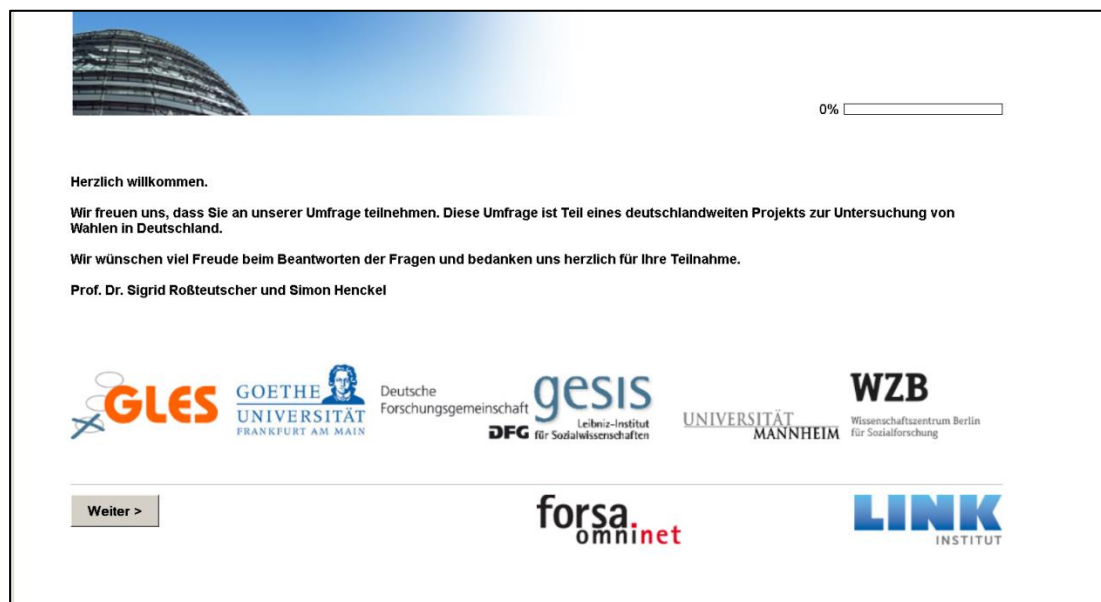 0%
Herzlich willkommen.
Wir freuen uns, dass Sie an unserer Umfrage teilnehmen. Diese Umfrage ist Teil eines deutschlandweiten Projekts zur Untersuchung von
Wahlen in Deutschland.
Wir wünschen viel Freude beim Beantworten der Fragen und bedanken uns herzlich für Ihre Teilnahme.
Prof. Dr. Sigrid Roßteutscher und Simon Henckel
GLES
GOETHE
UNIVERSITÄT
FRANKFURT AM MAIN
Deutsche
Forschungsgemeinschaft
DFG
gesis
Leibniz-Institut
für Sozialwissenschaften
UNIVERSITÄT
MANNHEIM
WZB
Wissenschaftszentrum Berlin
für Sozialforschung
Weiter >
forsa.
omninet
LINK
INSTITUT